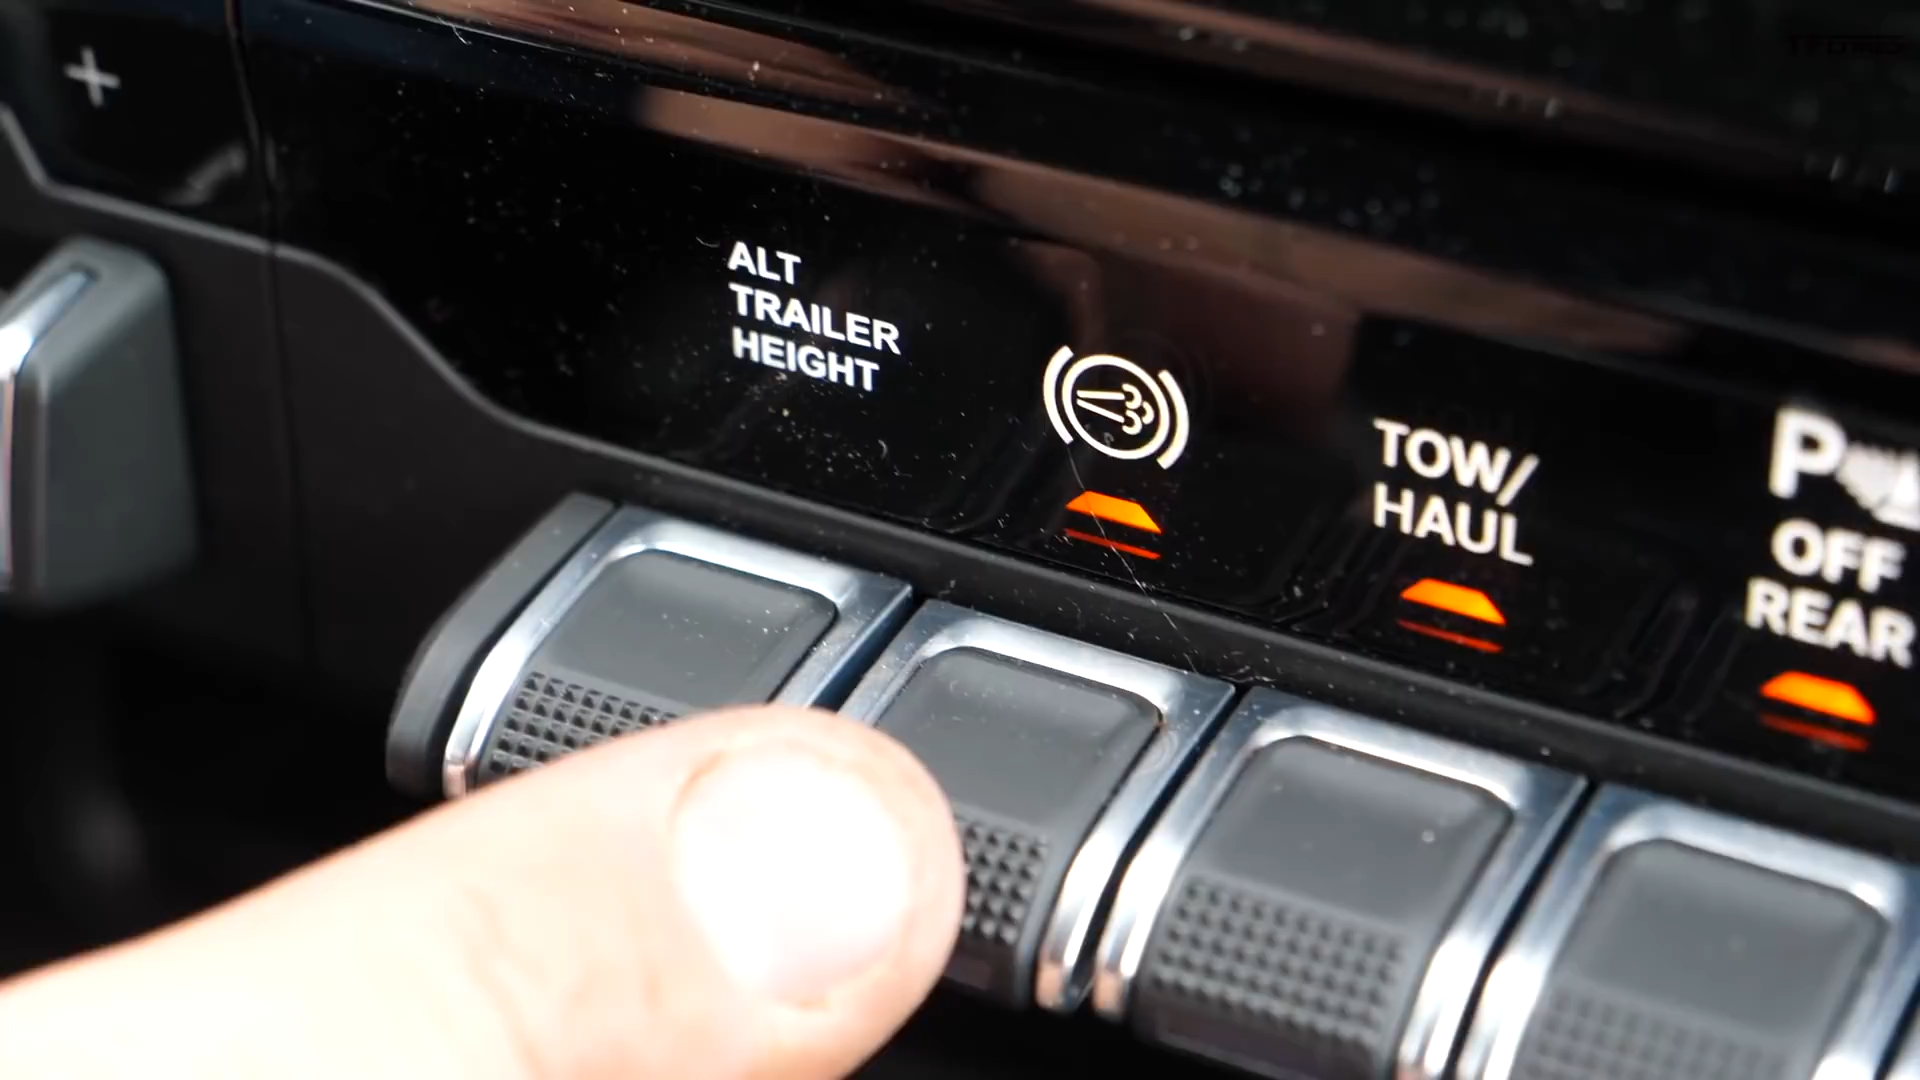 +
ALT
TRAILER
HEIGHT
TOW/
HAUL
P
OFF
REAR